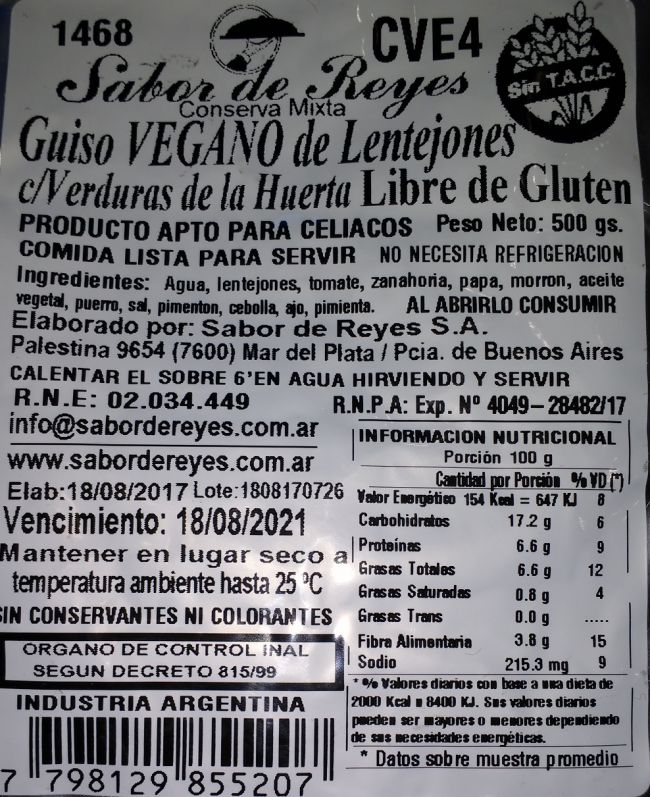 1468
CVE4
Sabor de Reyes
Sin T.A.C.C.
Conserva Mixta
Guiso VEGANO de Lentejones
c/Verduras de la Huerta Libre de Gluten
PRODUCTO APTO PARA CELIACOS Peso Neto: 500 gs.
COMIDA LISTA PARA SERVIR NO NECESITA REFRIGERACION
Ingredientes: Agua, lentejones, tomate, zanahoria, papa, morron, aceite
vegetal, puerro, sal, pimenton, cebolla, ajo, pimienta. AL ABRIRLO CONSUMIR
Elaborado por: Sabor de Reyes S.A.
Palestina 9654 (7600) Mar del Plata / Pcia. de Buenos Aires
CALENTAR EL SOBRE 6'EN AGUA HIRVIENDO Y SERVIR
R.N.E: 02.034.449
R.N.P.A: Exp. Nº 4049-28482/17
info@sabordereyes.com.ar
www.sabordereyes.com.ar
Elab:18/08/2017 Lote:1808170726
Vencimiento: 18/08/2021
Mantener en lugar seco a
temperatura ambiente hasta 25 ºC
SIN CONSERVANTES NI COLORANTES
ORGANO DE CONTROL INAL
SEGUN DECRETO 815/99
INDUSTRIA ARGENTINA
7 798129 855207
INFORMACION NUTRICIONAL
Porción 100 g
Cantidad por Porción % VD (*)
Valor Energético 154 Kcal = 647 KJ 8
Carbohidratos 17.2 g 6
Proteínas 6.6 g 9
Grasas Totales 6.6 g 12
Grasas Saturadas 0.8 g 4
Grasas Trans 0.0 g .....
Fibra Alimentaria 3.8 g 15
Sodio 215.3 mg 9
* % Valores diarios con base a una dieta de
2000 Kcal u 8400 KJ. Sus valores diarios
pueden ser mayores o menores dependiendo
de sus necesidades energéticas.
* Datos sobre muestra promedio